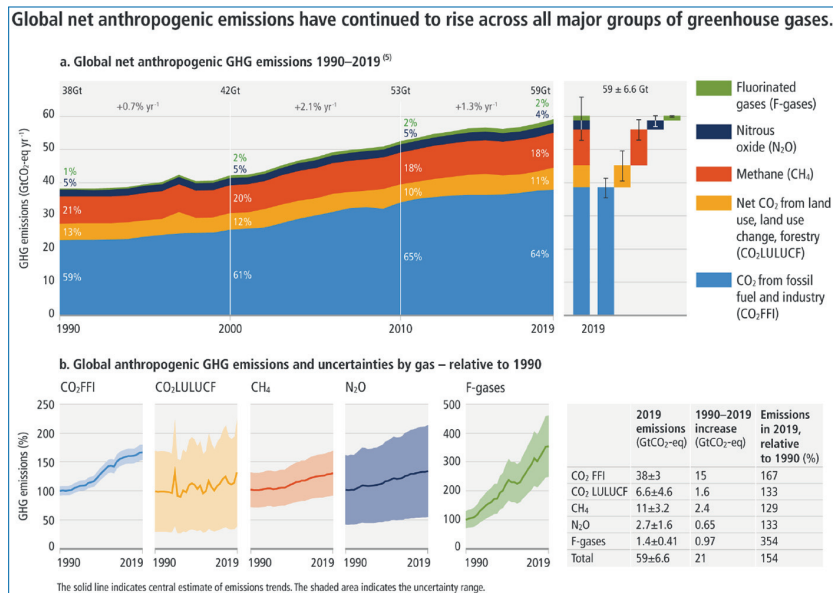 Global net anthropogenic emissions have continued to rise across all major groups of greenhouse gases.
a. Global net anthropogenic GHG emissions 1990–2019 (5)
38Gt 42Gt 53Gt 59Gt
+0.7% yr⁻¹ +2.1% yr⁻¹ +1.3% yr⁻¹
60
50
40
30
20
10
0
GHG emissions (GtCO₂-eq yr⁻¹)
1%
5%
21%
13%
59%
2%
5%
20%
12%
61%
2%
5%
18%
10%
65%
2%
4%
18%
11%
64%
1990 2000 2010 2019
59 ± 6.6 Gt
2019
Fluorinated
gases (F-gases)
Nitrous
oxide (N₂O)
Methane (CH₄)
Net CO₂ from land
use, land use
change, forestry
(CO₂LULUCF)
CO₂ from fossil
fuel and industry
(CO₂FFI)
b. Global anthropogenic GHG emissions and uncertainties by gas – relative to 1990
CO₂FFI CO₂LULUCF CH₄ N₂O F-gases
250
200
150
100
50
0
GHG emissions (%)
500
400
300
200
100
0
1990 2019 1990 2019 1990 2019 1990 2019 1990 2019
2019 1990–2019 Emissions
emissions increase in 2019,
(GtCO₂-eq) (GtCO₂-eq) relative
to 1990 (%)
CO₂ FFI 38±3 15 167
CO₂ LULUCF 6.6±4.6 1.6 133
CH₄ 11±3.2 2.4 129
N₂O 2.7±1.6 0.65 133
F-gases 1.4±0.41 0.97 354
Total 59±6.6 21 154
The solid line indicates central estimate of emissions trends. The shaded area indicates the uncertainty range.